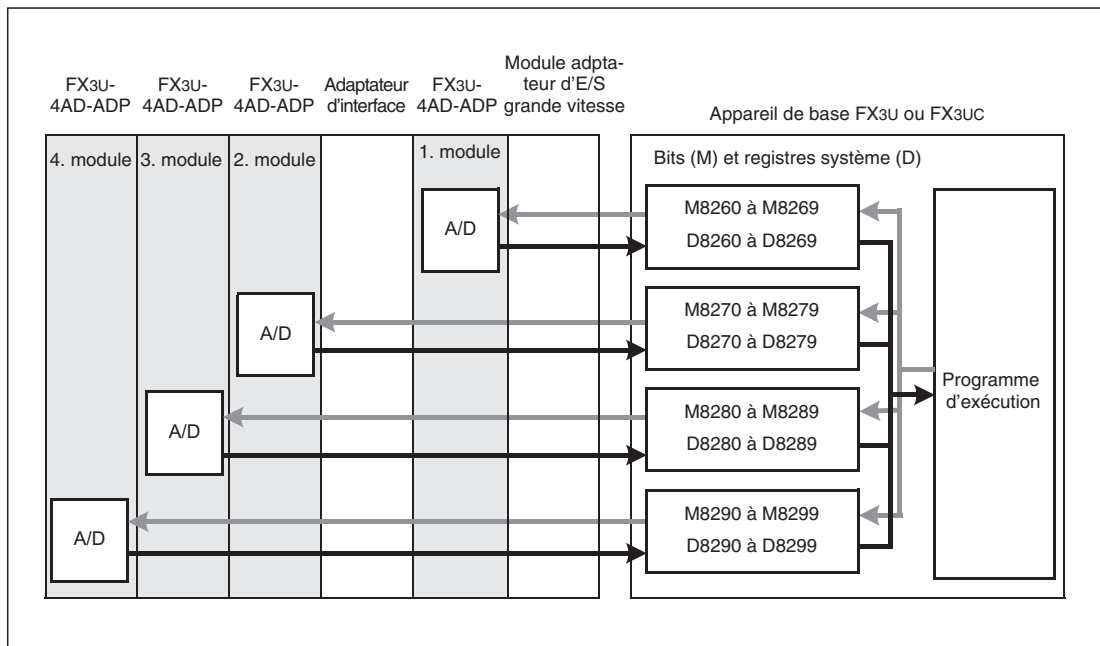 FX3U-
4AD-ADP
FX3U-
4AD-ADP
FX3U-
4AD-ADP
Adaptateur
d'interface
FX3U-
4AD-ADP
Module adpta-
teur d'E/S
grande vitesse
Appareil de base FX3U ou FX3UC
4. module
3. module
2. module
1. module
Bits (M) et registres système (D)
A/D
M8260 à M8269
D8260 à D8269
A/D
M8270 à M8279
D8270 à D8279
A/D
M8280 à M8289
D8280 à D8289
A/D
M8290 à M8299
D8290 à D8299
Programme
d'exécution